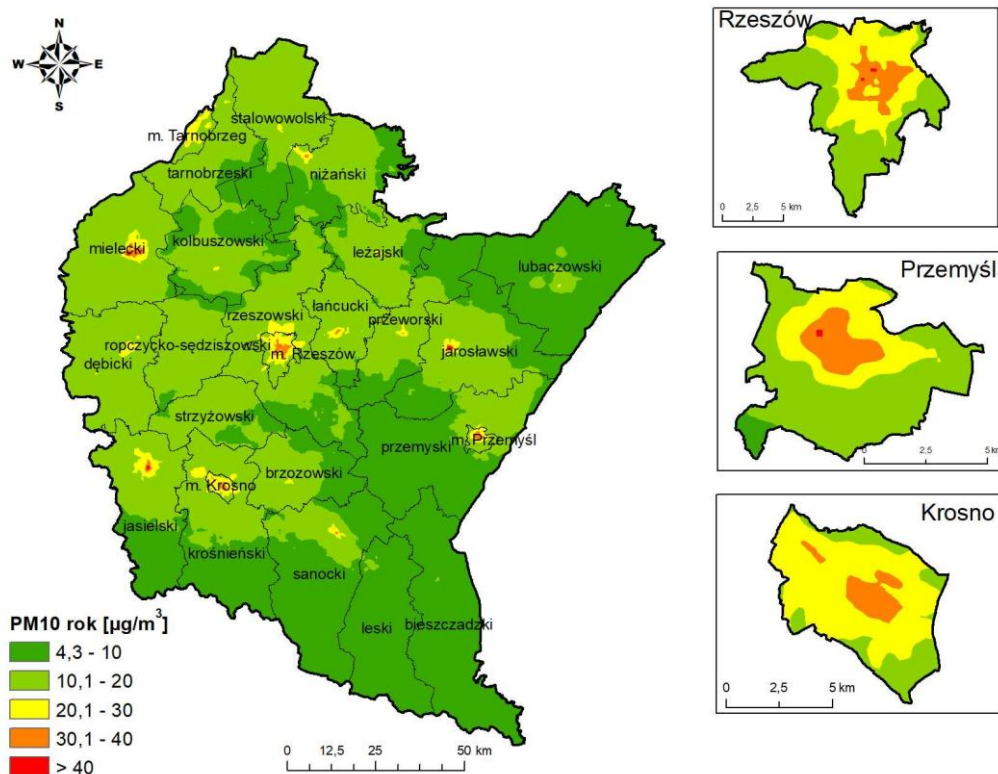 N
W E
S
stalowowolski
m. Tarnobrzeg
tarnobrzeski
niżański
mielecki
kolbuszowski
leżajski
lubaczowski
rzeszowski
łańcucki
przeworski
ropczycko-sędziszowski
m. Rzeszów
jarosławski
dębicki
strzyżowski
przemyski
m. Przemyśl
m. Krosno
brzozowski
jasielski
krośnieński
sanocki
leski
bieszczadzki
PM10 rok [µg/m³]
4,3 - 10
10,1 - 20
20,1 - 30
30,1 - 40
> 40
0 12,5 25 50 km
Rzeszów
0 2,5 5 km
Przemyśl
0 2,5 5 km
Krosno
0 2,5 5 km